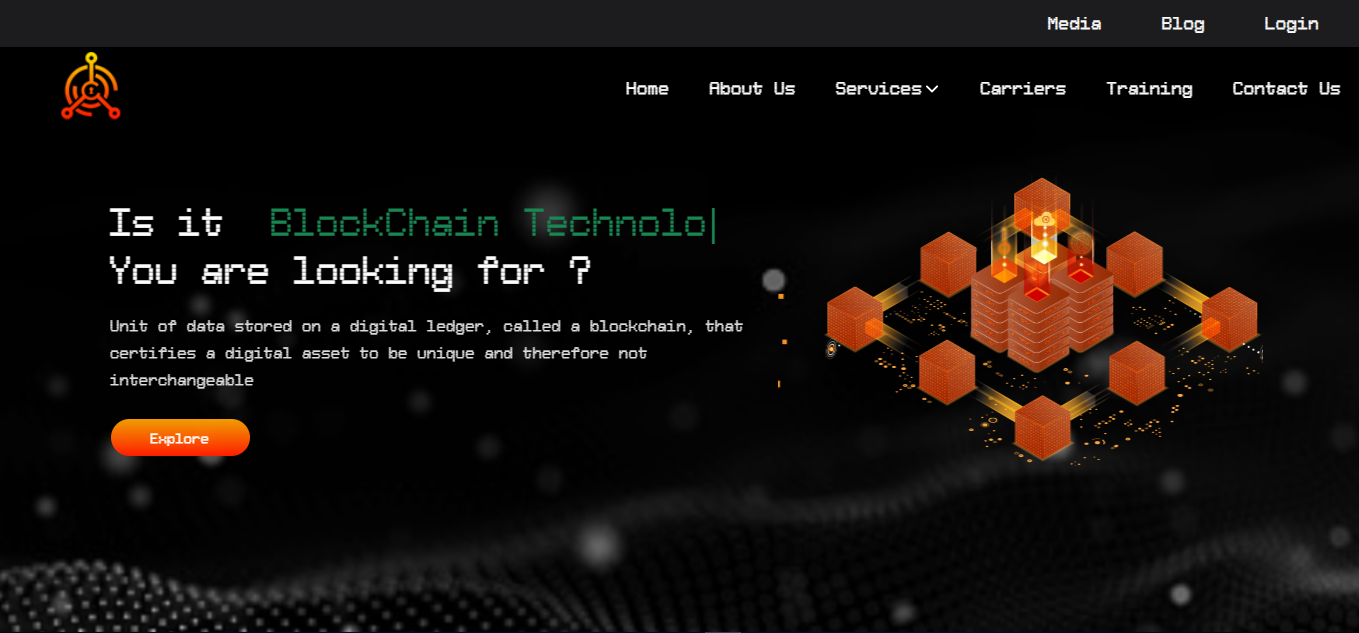 Media Blog Login
Home About Us Services Carriers Training Contact Us
Is it BlockChain Technolo|
You are looking for ?
Unit of data stored on a digital ledger, called a blockchain, that
certifies a digital asset to be unique and therefore not
interchangeable
Explore